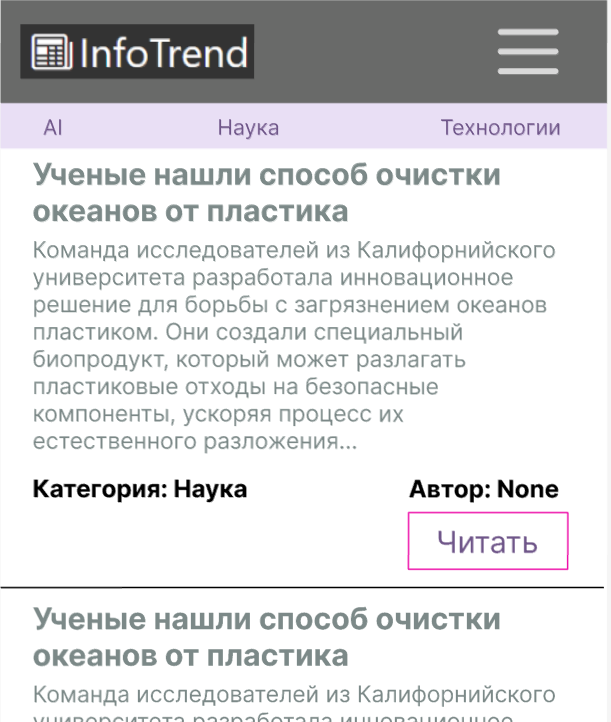 InfoTrend
AI Наука Технологии
Ученые нашли способ очистки
океанов от пластика
Команда исследователей из Калифорнийского
университета разработала инновационное
решение для борьбы с загрязнением океанов
пластиком. Они создали специальный
биопродукт, который может разлагать
пластиковые отходы на безопасные
компоненты, ускоряя процесс их
естественного разложения...
Категория: Наука Автор: None
Читать
Ученые нашли способ очистки
океанов от пластика
Команда исследователей из Калифорнийского
университета разработала инновационное